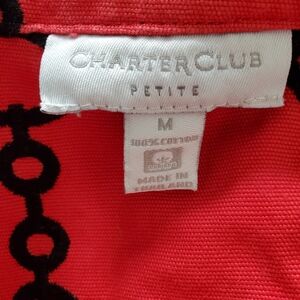 CHARTER CLUB
PETITE
M
100% COTTON
MADE IN
THAILAND